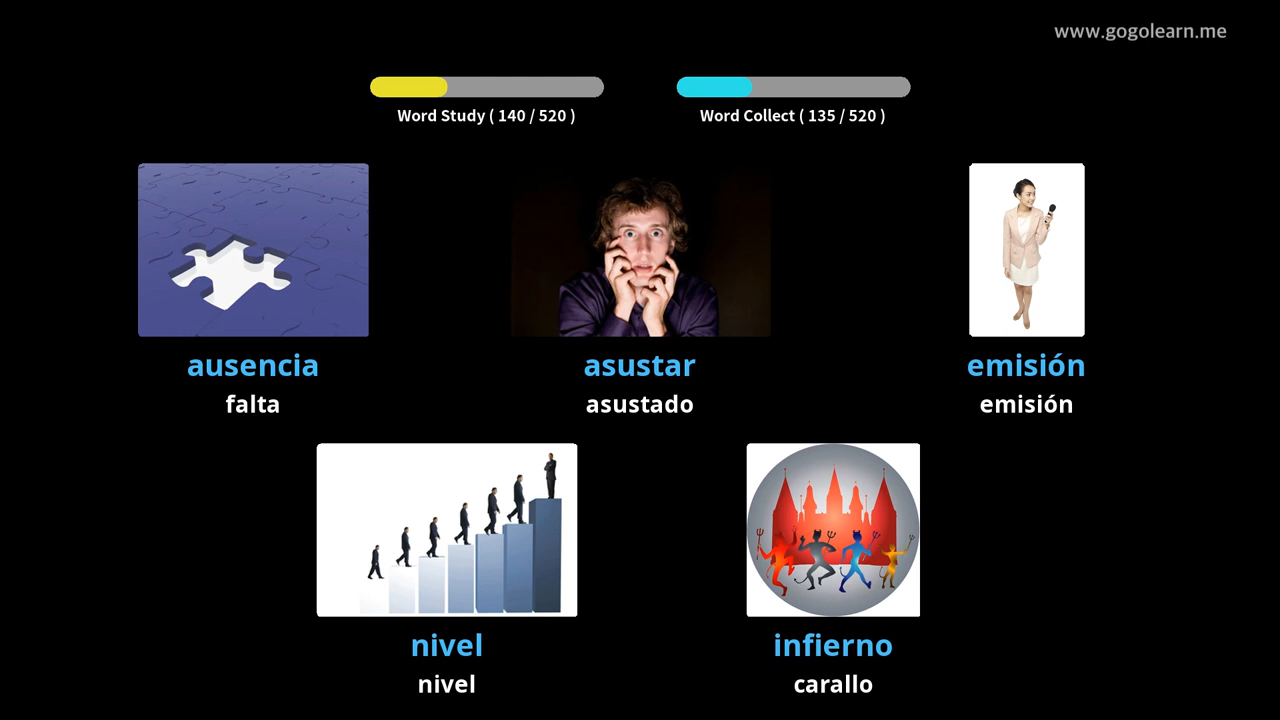 www.gogolearn.me
Word Study ( 140 / 520 )
Word Collect ( 135 / 520 )
ausencia
falta
asustar
asustado
emisión
emisión
nivel
nivel
infierno
carallo